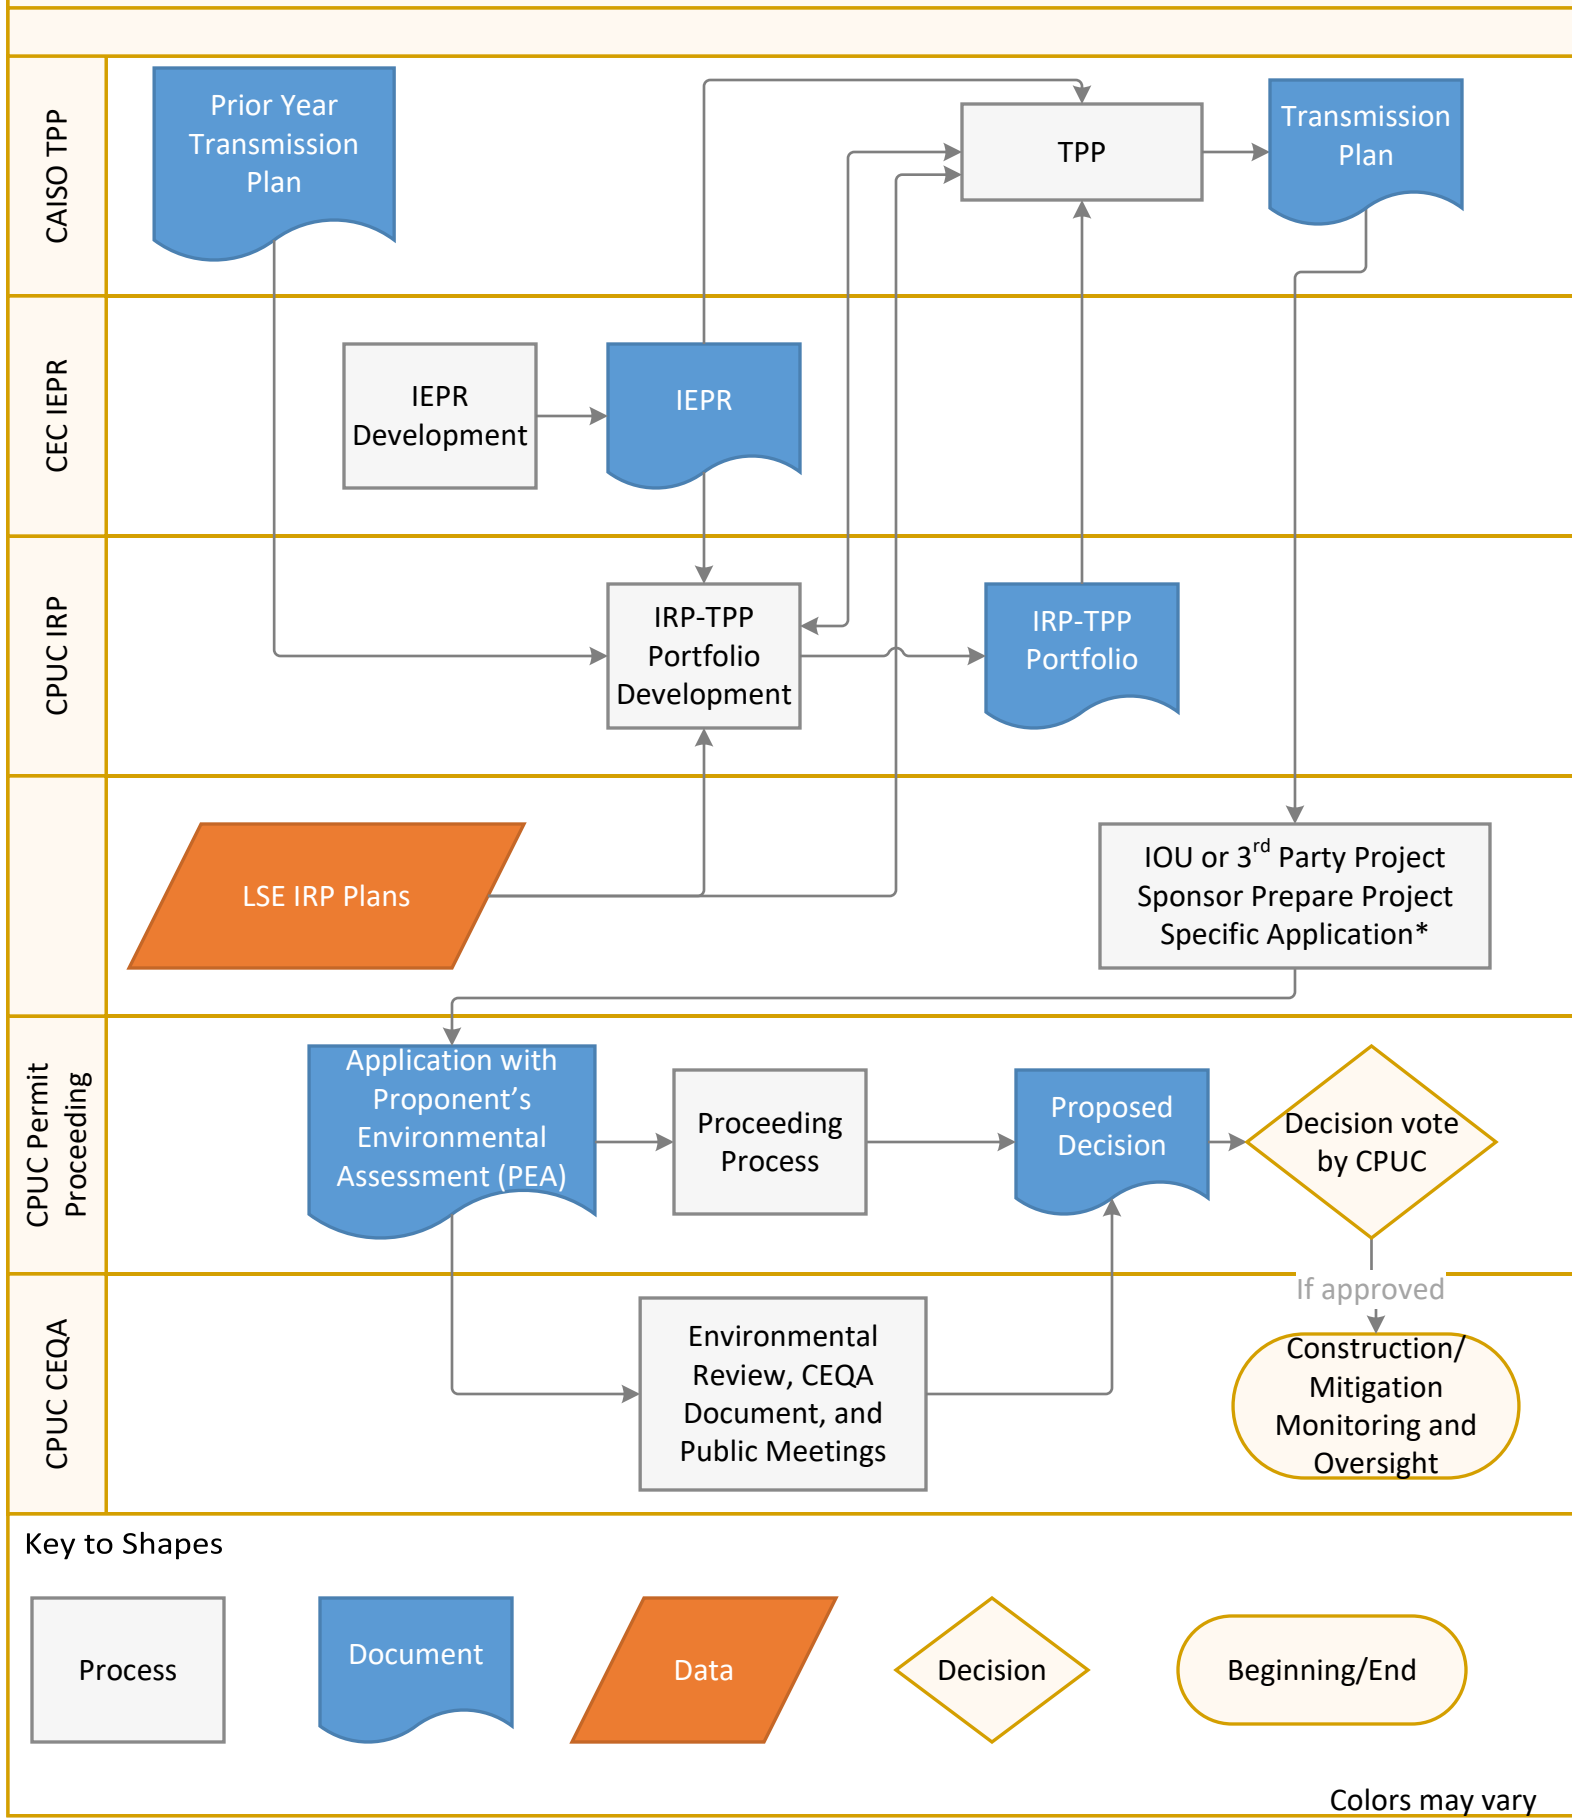 CAISO TPP
Prior Year
Transmission
Plan
TPP
Transmission
Plan
CEC IEPR
IEPR
Development
IEPR
CPUC IRP
IRP-TPP
Portfolio
Development
IRP-TPP
Portfolio
LSE IRP Plans
IOU or 3rd Party Project
Sponsor Prepare Project
Specific Application*
CPUC Permit
Proceeding
Application with
Proponent’s
Environmental
Assessment (PEA)
Proceeding
Process
Proposed
Decision
Decision vote
by CPUC
If approved
CPUC CEQA
Environmental
Review, CEQA
Document, and
Public Meetings
Construction/
Mitigation
Monitoring and
Oversight
Key to Shapes
Process
Document
Data
Decision
Beginning/End
Colors may vary